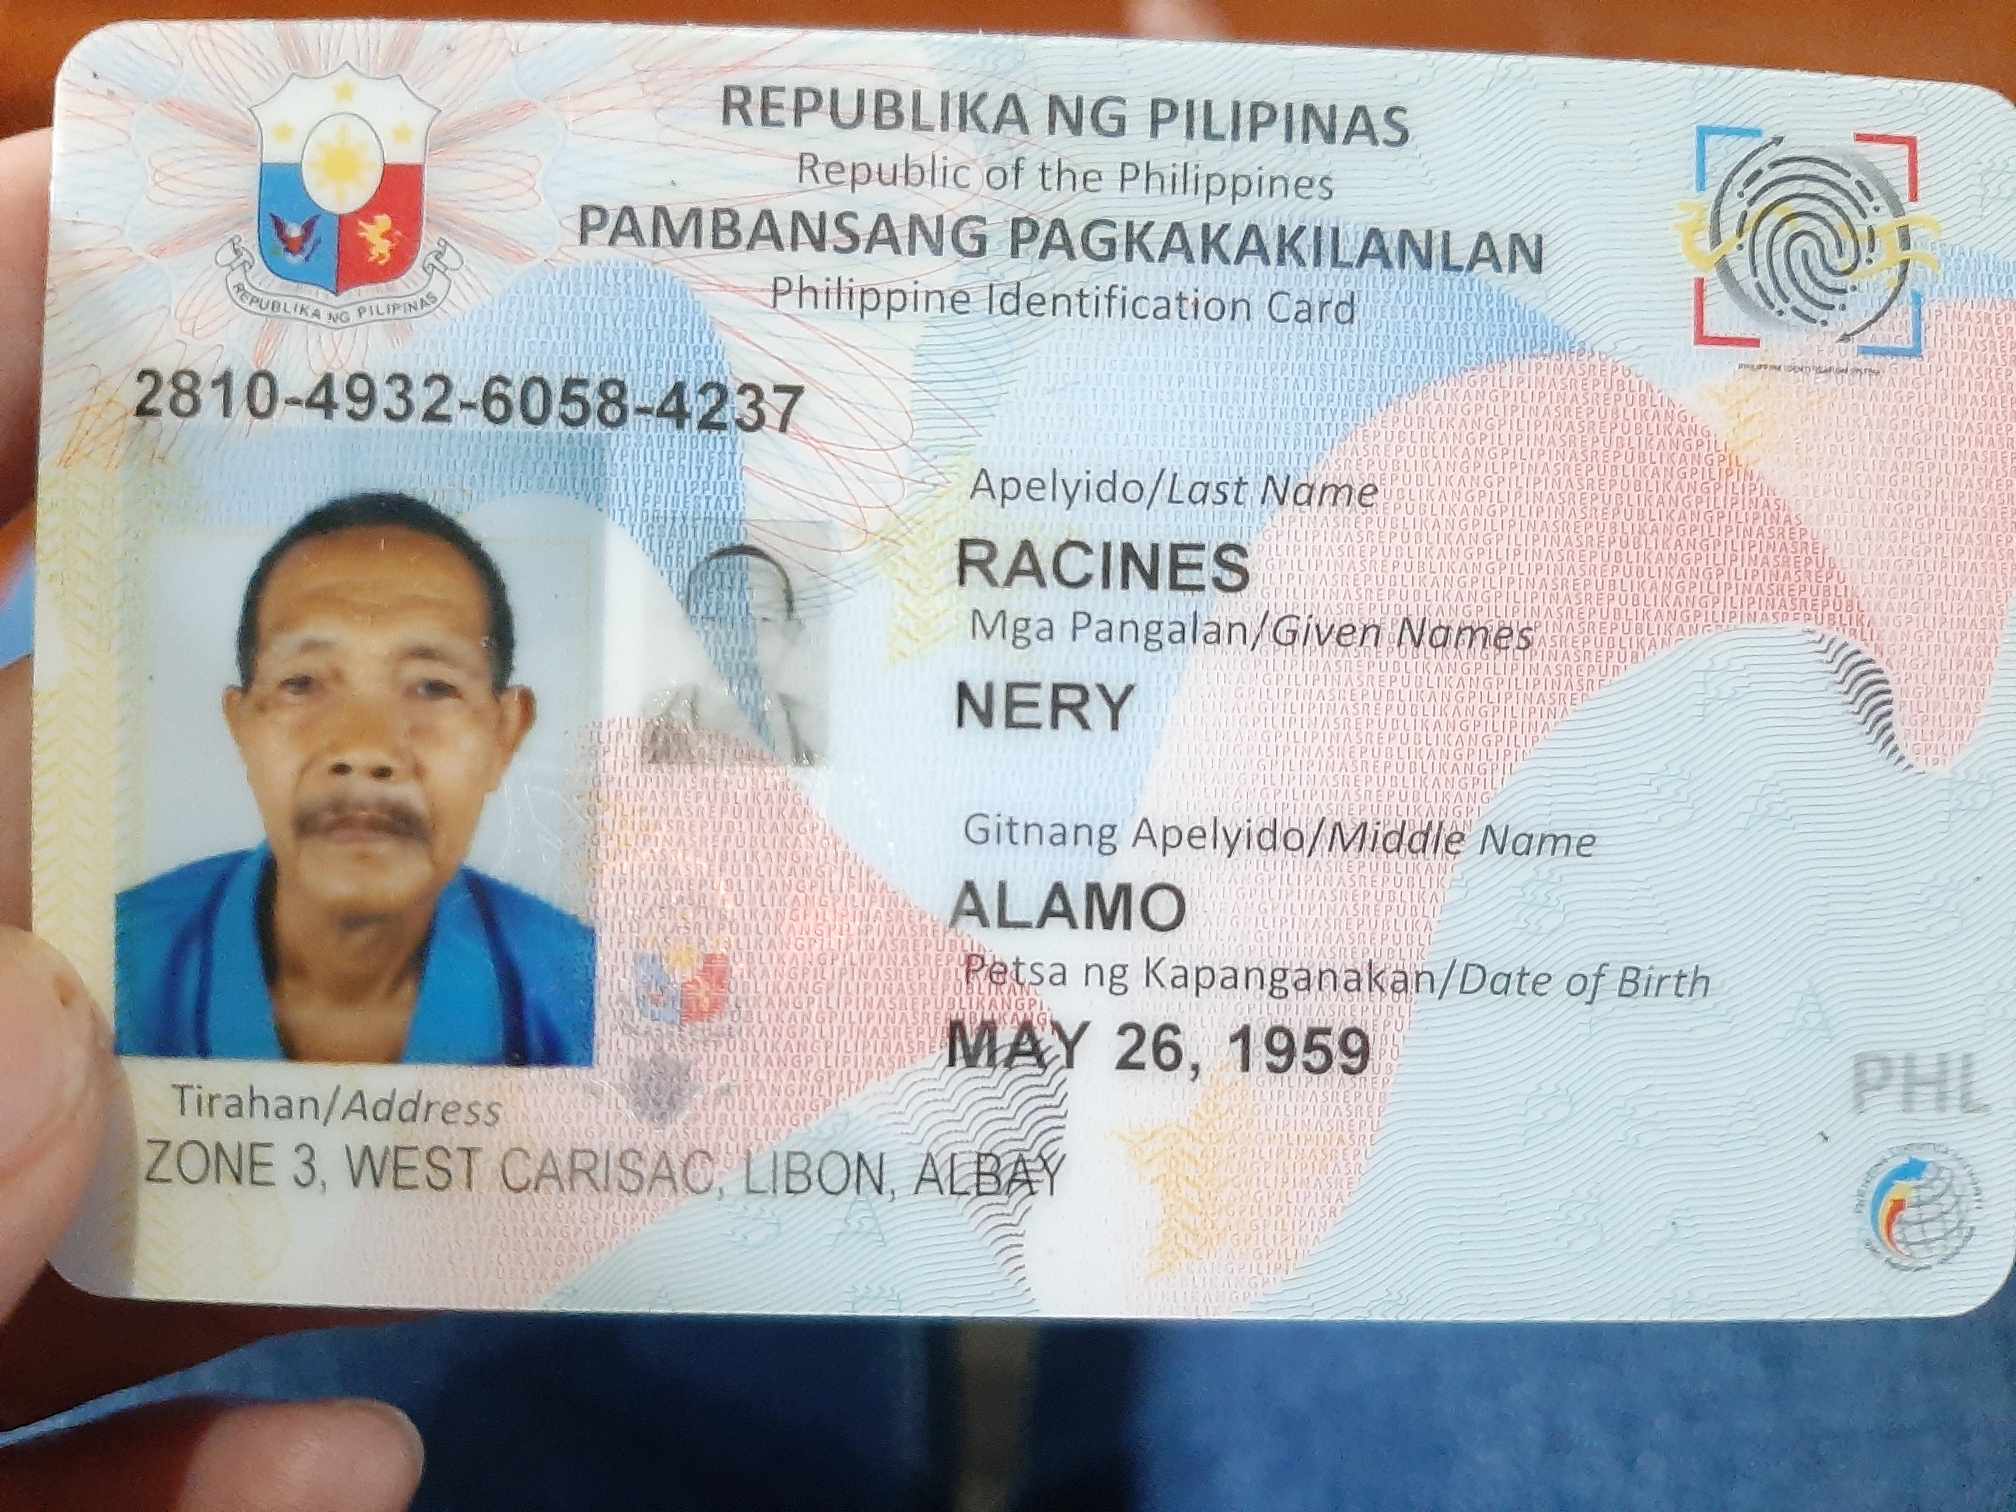 REPUBLIKA NG PILIPINAS
Republic of the Philippines
PAMBANSANG PAGKAKAKILANLAN
Philippine Identification Card
REPUBLIKA NG PILIPINAS
2810-4932-6058-4237
Apelyido/Last Name
RACINES
Mga Pangalan/Given Names
NERY
Gitnang Apelyido/Middle Name
ALAMO
Petsa ng Kapanganakan/Date of Birth
MAY 26, 1959
PHL
Tirahan/Address
ZONE 3, WEST CARISAC, LIBON, ALBAY